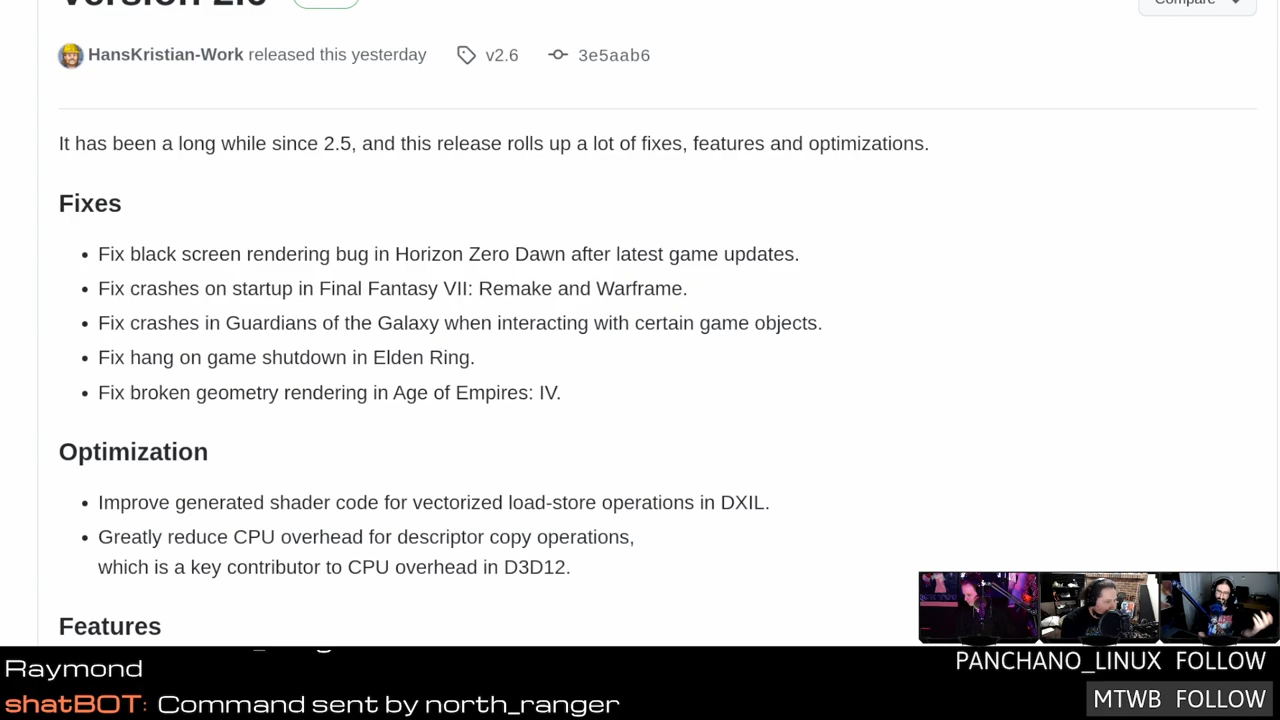 Version 2.6
Compare
HansKristian-Work released this yesterday
v2.6
3e5aab6
It has been a long while since 2.5, and this release rolls up a lot of fixes, features and optimizations.
Fixes
• Fix black screen rendering bug in Horizon Zero Dawn after latest game updates.
• Fix crashes on startup in Final Fantasy VII: Remake and Warframe.
• Fix crashes in Guardians of the Galaxy when interacting with certain game objects.
• Fix hang on game shutdown in Elden Ring.
• Fix broken geometry rendering in Age of Empires: IV.
Optimization
• Improve generated shader code for vectorized load-store operations in DXIL.
• Greatly reduce CPU overhead for descriptor copy operations,
which is a key contributor to CPU overhead in D3D12.
Features
Raymond
shatBOT: Command sent by north_ranger
PANCHANO_LINUX FOLLOW
MTWB FOLLOW